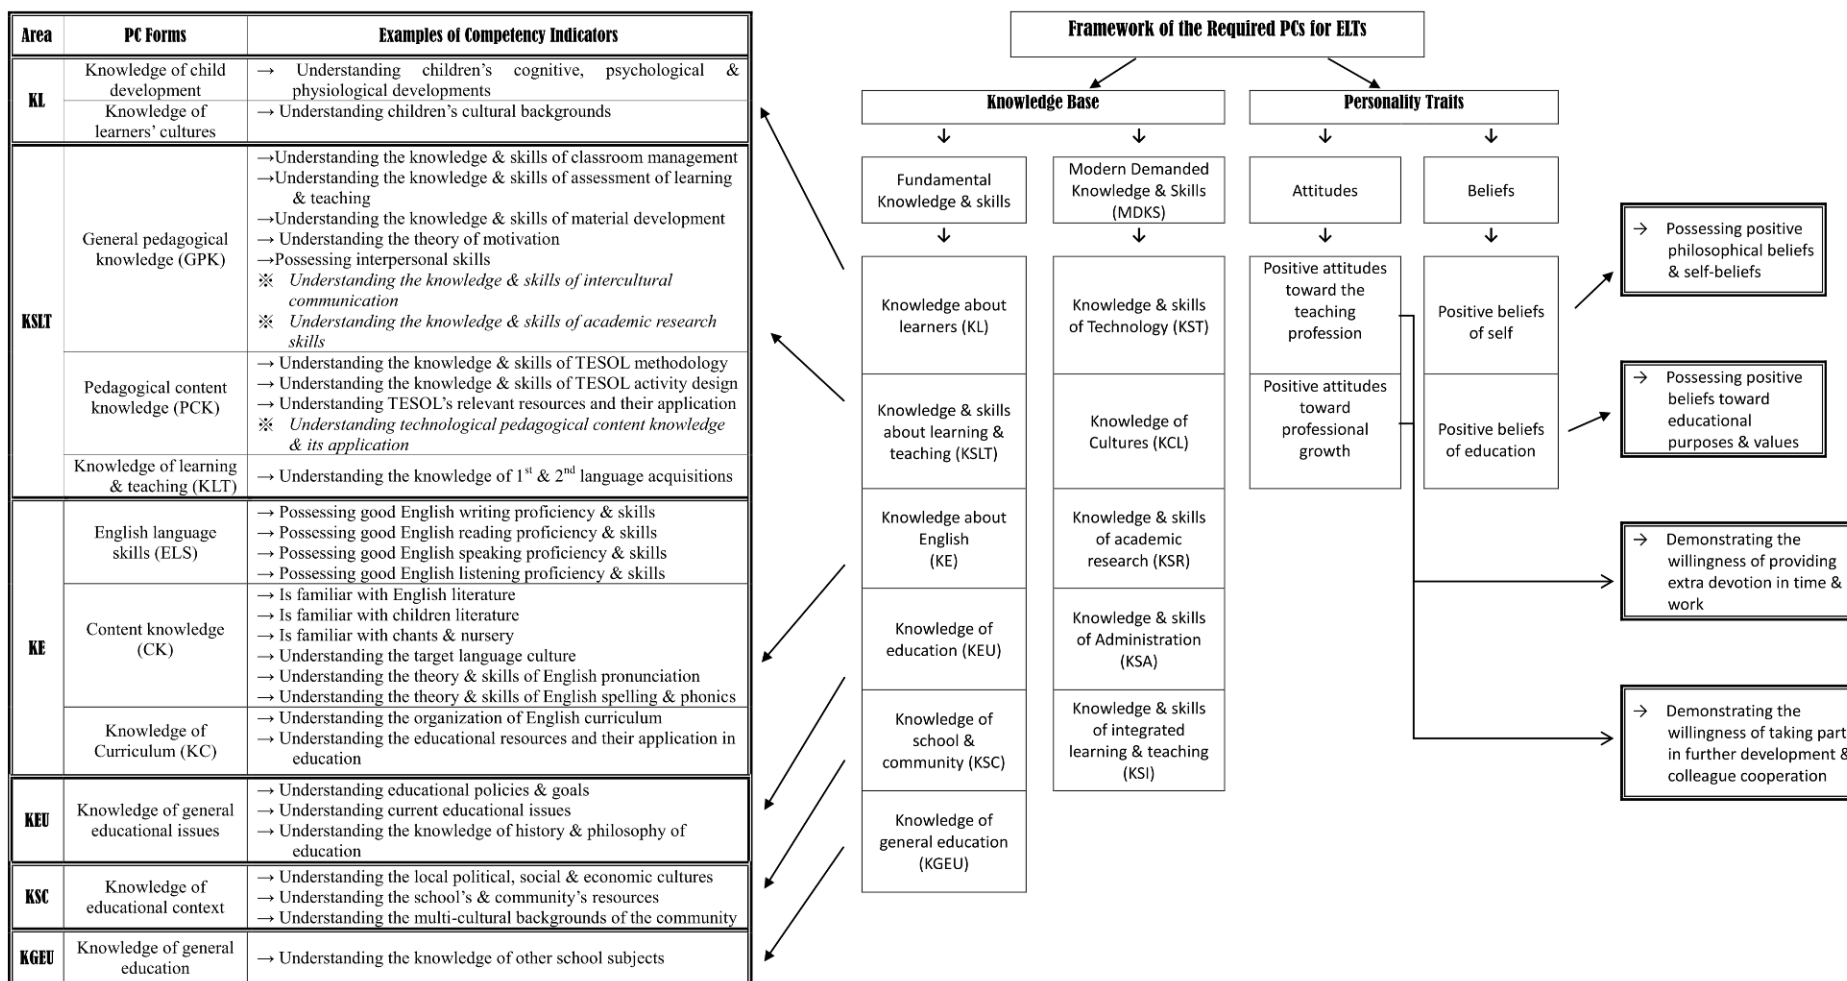 Area PC Forms Examples of Competency Indicators
KL
Knowledge of child
development
→ Understanding children's cognitive, psychological &
physiological developments
Knowledge of
learners' cultures
→ Understanding children's cultural backgrounds
KSLT
General pedagogical
knowledge (GPK)
→Understanding the knowledge & skills of classroom management
→Understanding the knowledge & skills of assessment of learning
& teaching
→Understanding the knowledge & skills of material development
→ Understanding the theory of motivation
→Possessing interpersonal skills
※ Understanding the knowledge & skills of intercultural
communication
※ Understanding the knowledge & skills of academic research
skills
Pedagogical content
knowledge (PCK)
→ Understanding the knowledge & skills of TESOL methodology
→ Understanding the knowledge & skills of TESOL activity design
→ Understanding TESOL's relevant resources and their application
※ Understanding technological pedagogical content knowledge
& its application
Knowledge of learning
& teaching (KLT)
→ Understanding the knowledge of 1st & 2nd language acquisitions
KE
English language
skills (ELS)
→ Possessing good English writing proficiency & skills
→ Possessing good English reading proficiency & skills
→ Possessing good English speaking proficiency & skills
→ Possessing good English listening proficiency & skills
Content knowledge
(CK)
→ Is familiar with English literature
→ Is familiar with children literature
→ Is familiar with chants & nursery
→ Understanding the target language culture
→ Understanding the theory & skills of English pronunciation
→ Understanding the theory & skills of English spelling & phonics
Knowledge of
Curriculum (KC)
→ Understanding the organization of English curriculum
→ Understanding the educational resources and their application in
education
KEU
Knowledge of general
educational issues
→ Understanding educational policies & goals
→ Understanding current educational issues
→ Understanding the knowledge of history & philosophy of
education
KSC
Knowledge of
educational context
→ Understanding the local political, social & economic cultures
→ Understanding the school's & community's resources
→ Understanding the multi-cultural backgrounds of the community
KGEU
Knowledge of general
education
→ Understanding the knowledge of other school subjects
Framework of the Required PCs for ELTs
Knowledge Base
Personality Traits
Fundamental
Knowledge & skills
Modern Demanded
Knowledge & Skills
(MDKS)
Attitudes
Beliefs
Knowledge about
learners (KL)
Knowledge & skills
about learning &
teaching (KSLT)
Knowledge about
English
(KE)
Knowledge of
education (KEU)
Knowledge of
school &
community (KSC)
Knowledge of
general education
(KGEU)
Knowledge & skills
of Technology (KST)
Knowledge of
Cultures (KCL)
Knowledge & skills
of academic
research (KSR)
Knowledge & skills
of Administration
(KSA)
Knowledge & skills
of integrated
learning & teaching
(KSI)
Positive attitudes
toward the
teaching
profession
Positive attitudes
toward
professional
growth
Positive beliefs
of self
Positive beliefs
of education
→ Possessing positive
philosophical beliefs
& self-beliefs
→ Possessing positive
beliefs toward
educational
purposes & values
→ Demonstrating the
willingness of providing
extra devotion in time &
work
→ Demonstrating the
willingness of taking part
in further development &
colleague cooperation